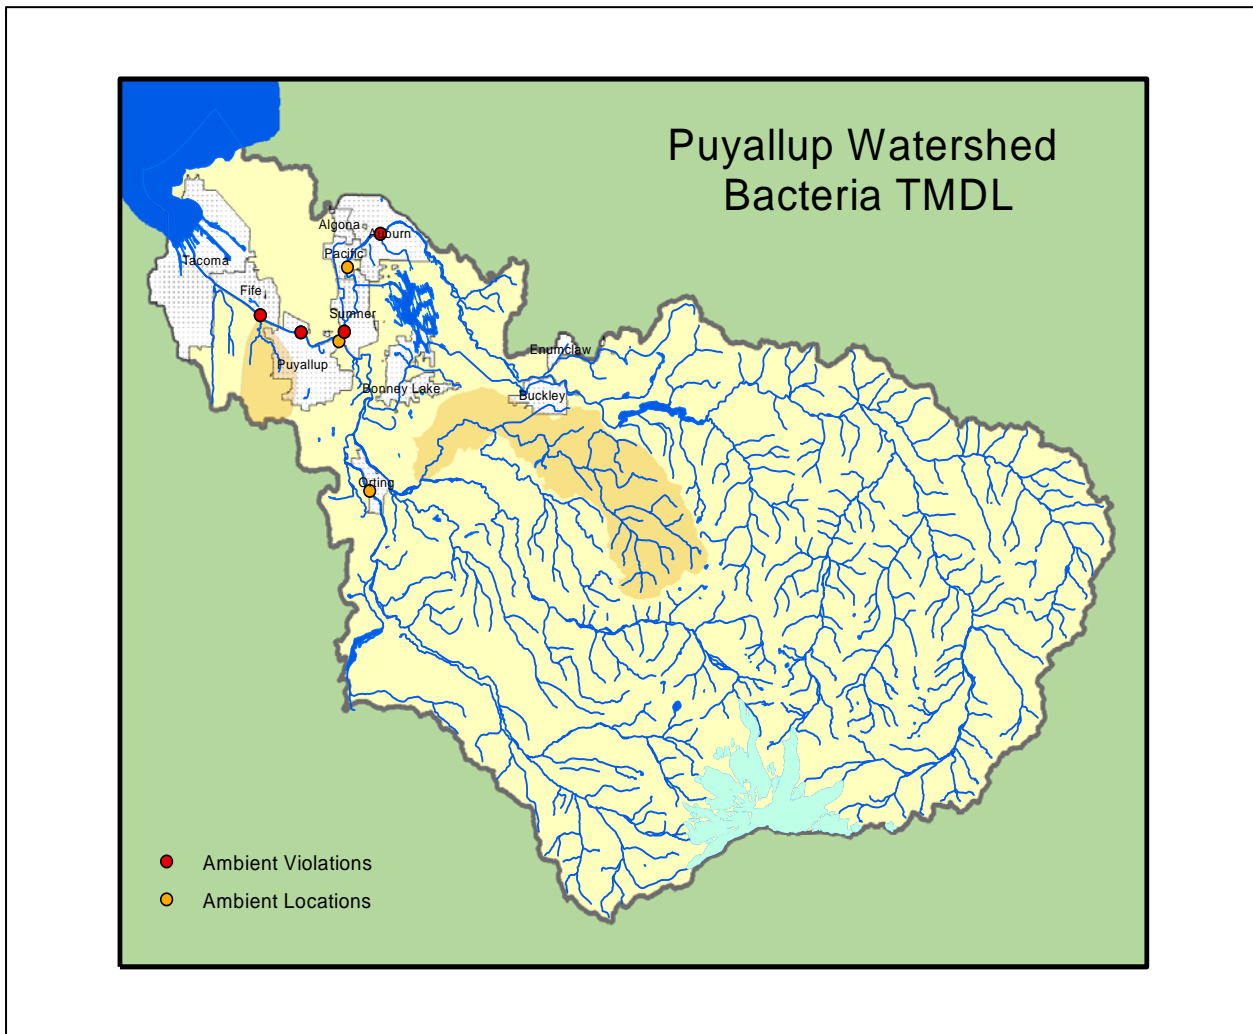 Puyallup Watershed
Bacteria TMDL
Algona
Auburn
Pacific
Tacoma
Fife
Sumner
Enumclaw
Puyallup
Bonney Lake
Buckley
Orting
Ambient Violations
Ambient Locations